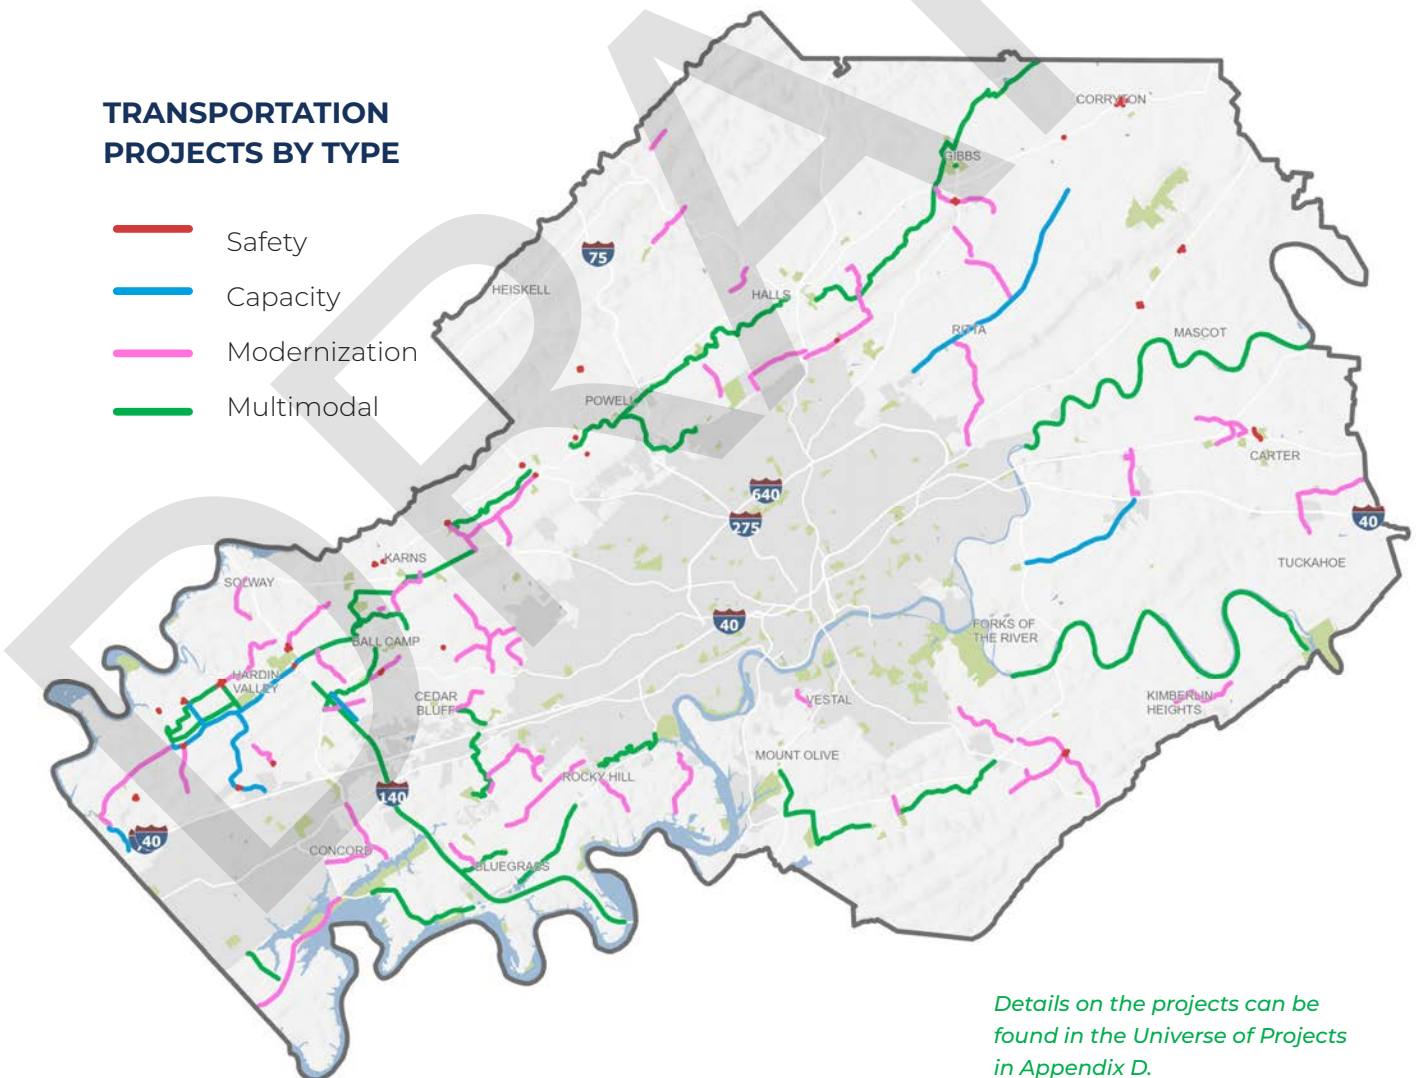 TRANSPORTATION
PROJECTS BY TYPE
Safety
Capacity
Modernization
Multimodal
DRAFT
CORRYTON
GIBBS
75
HEISKELL
HALLS
RITTA
MASCOT
POWELL
CARTER
640
275
40
KARNS
TUCKAHOE
SOLWAY
40
FORKS OF
THE RIVER
BALL CAMP
HARDIN
VALLEY
CEDAR
BLUFF
VESTAL
KIMBERLIN
HEIGHTS
MOUNT OLIVE
ROCKY HILL
140
40
CONCORD
BLUEGRASS
Details on the projects can be
found in the Universe of Projects
in Appendix D.